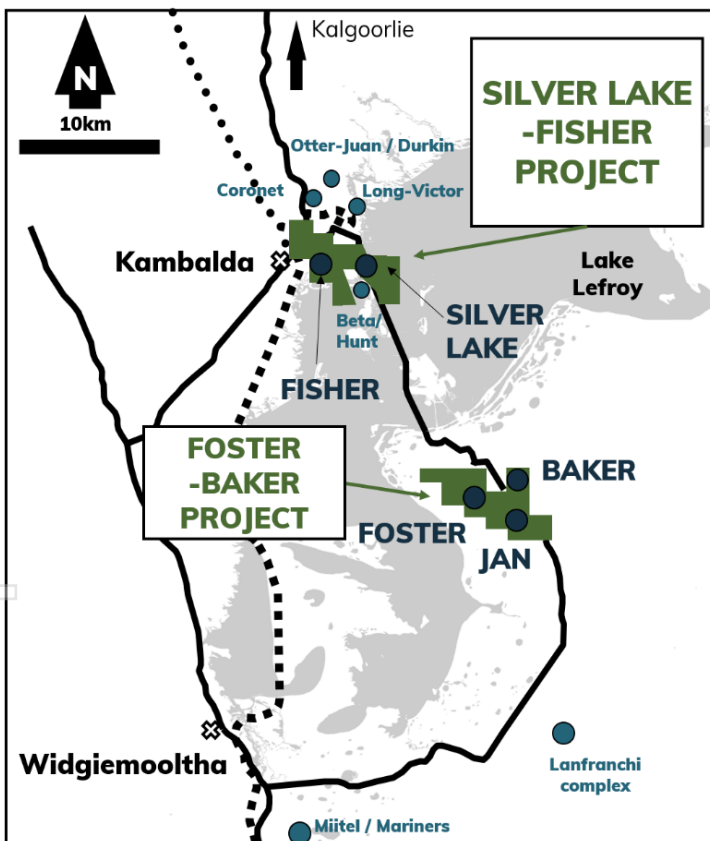 Kalgoorlie
N
10km
SILVER LAKE
-FISHER
PROJECT
Otter-Juan / Durkin
Coronet
Long-Victor
Kambalda
Lake
Lefroy
Beta/
Hunt
SILVER
LAKE
FISHER
FOSTER
-BAKER
PROJECT
BAKER
FOSTER
JAN
Widgiemooltha
Lanfranchi
complex
Miitel / Mariners